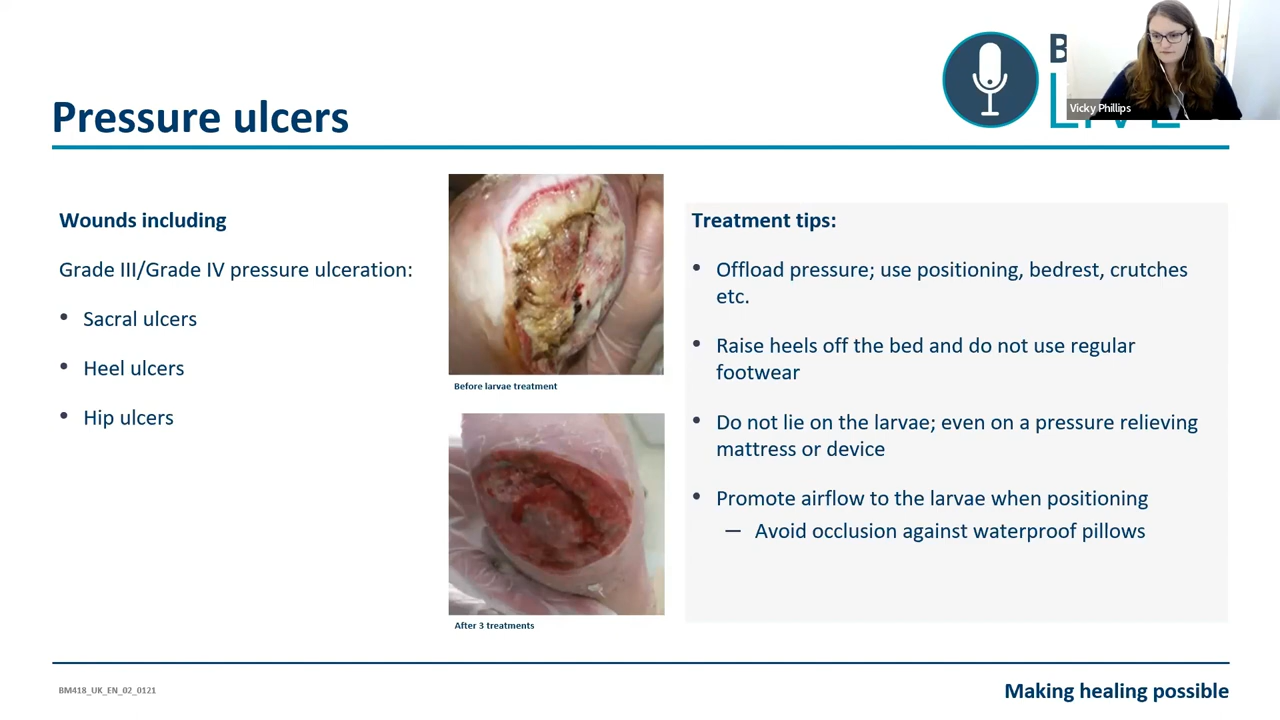 Vicky Phillips
Pressure ulcers
Wounds including
Grade III/Grade IV pressure ulceration:
• Sacral ulcers
• Heel ulcers
• Hip ulcers
Before larvae treatment
After 3 treatments
Treatment tips:
• Offload pressure; use positioning, bedrest, crutches
etc.
• Raise heels off the bed and do not use regular
footwear
• Do not lie on the larvae; even on a pressure relieving
mattress or device
• Promote airflow to the larvae when positioning
– Avoid occlusion against waterproof pillows
BM418_UK_EN_02_0121
Making healing possible